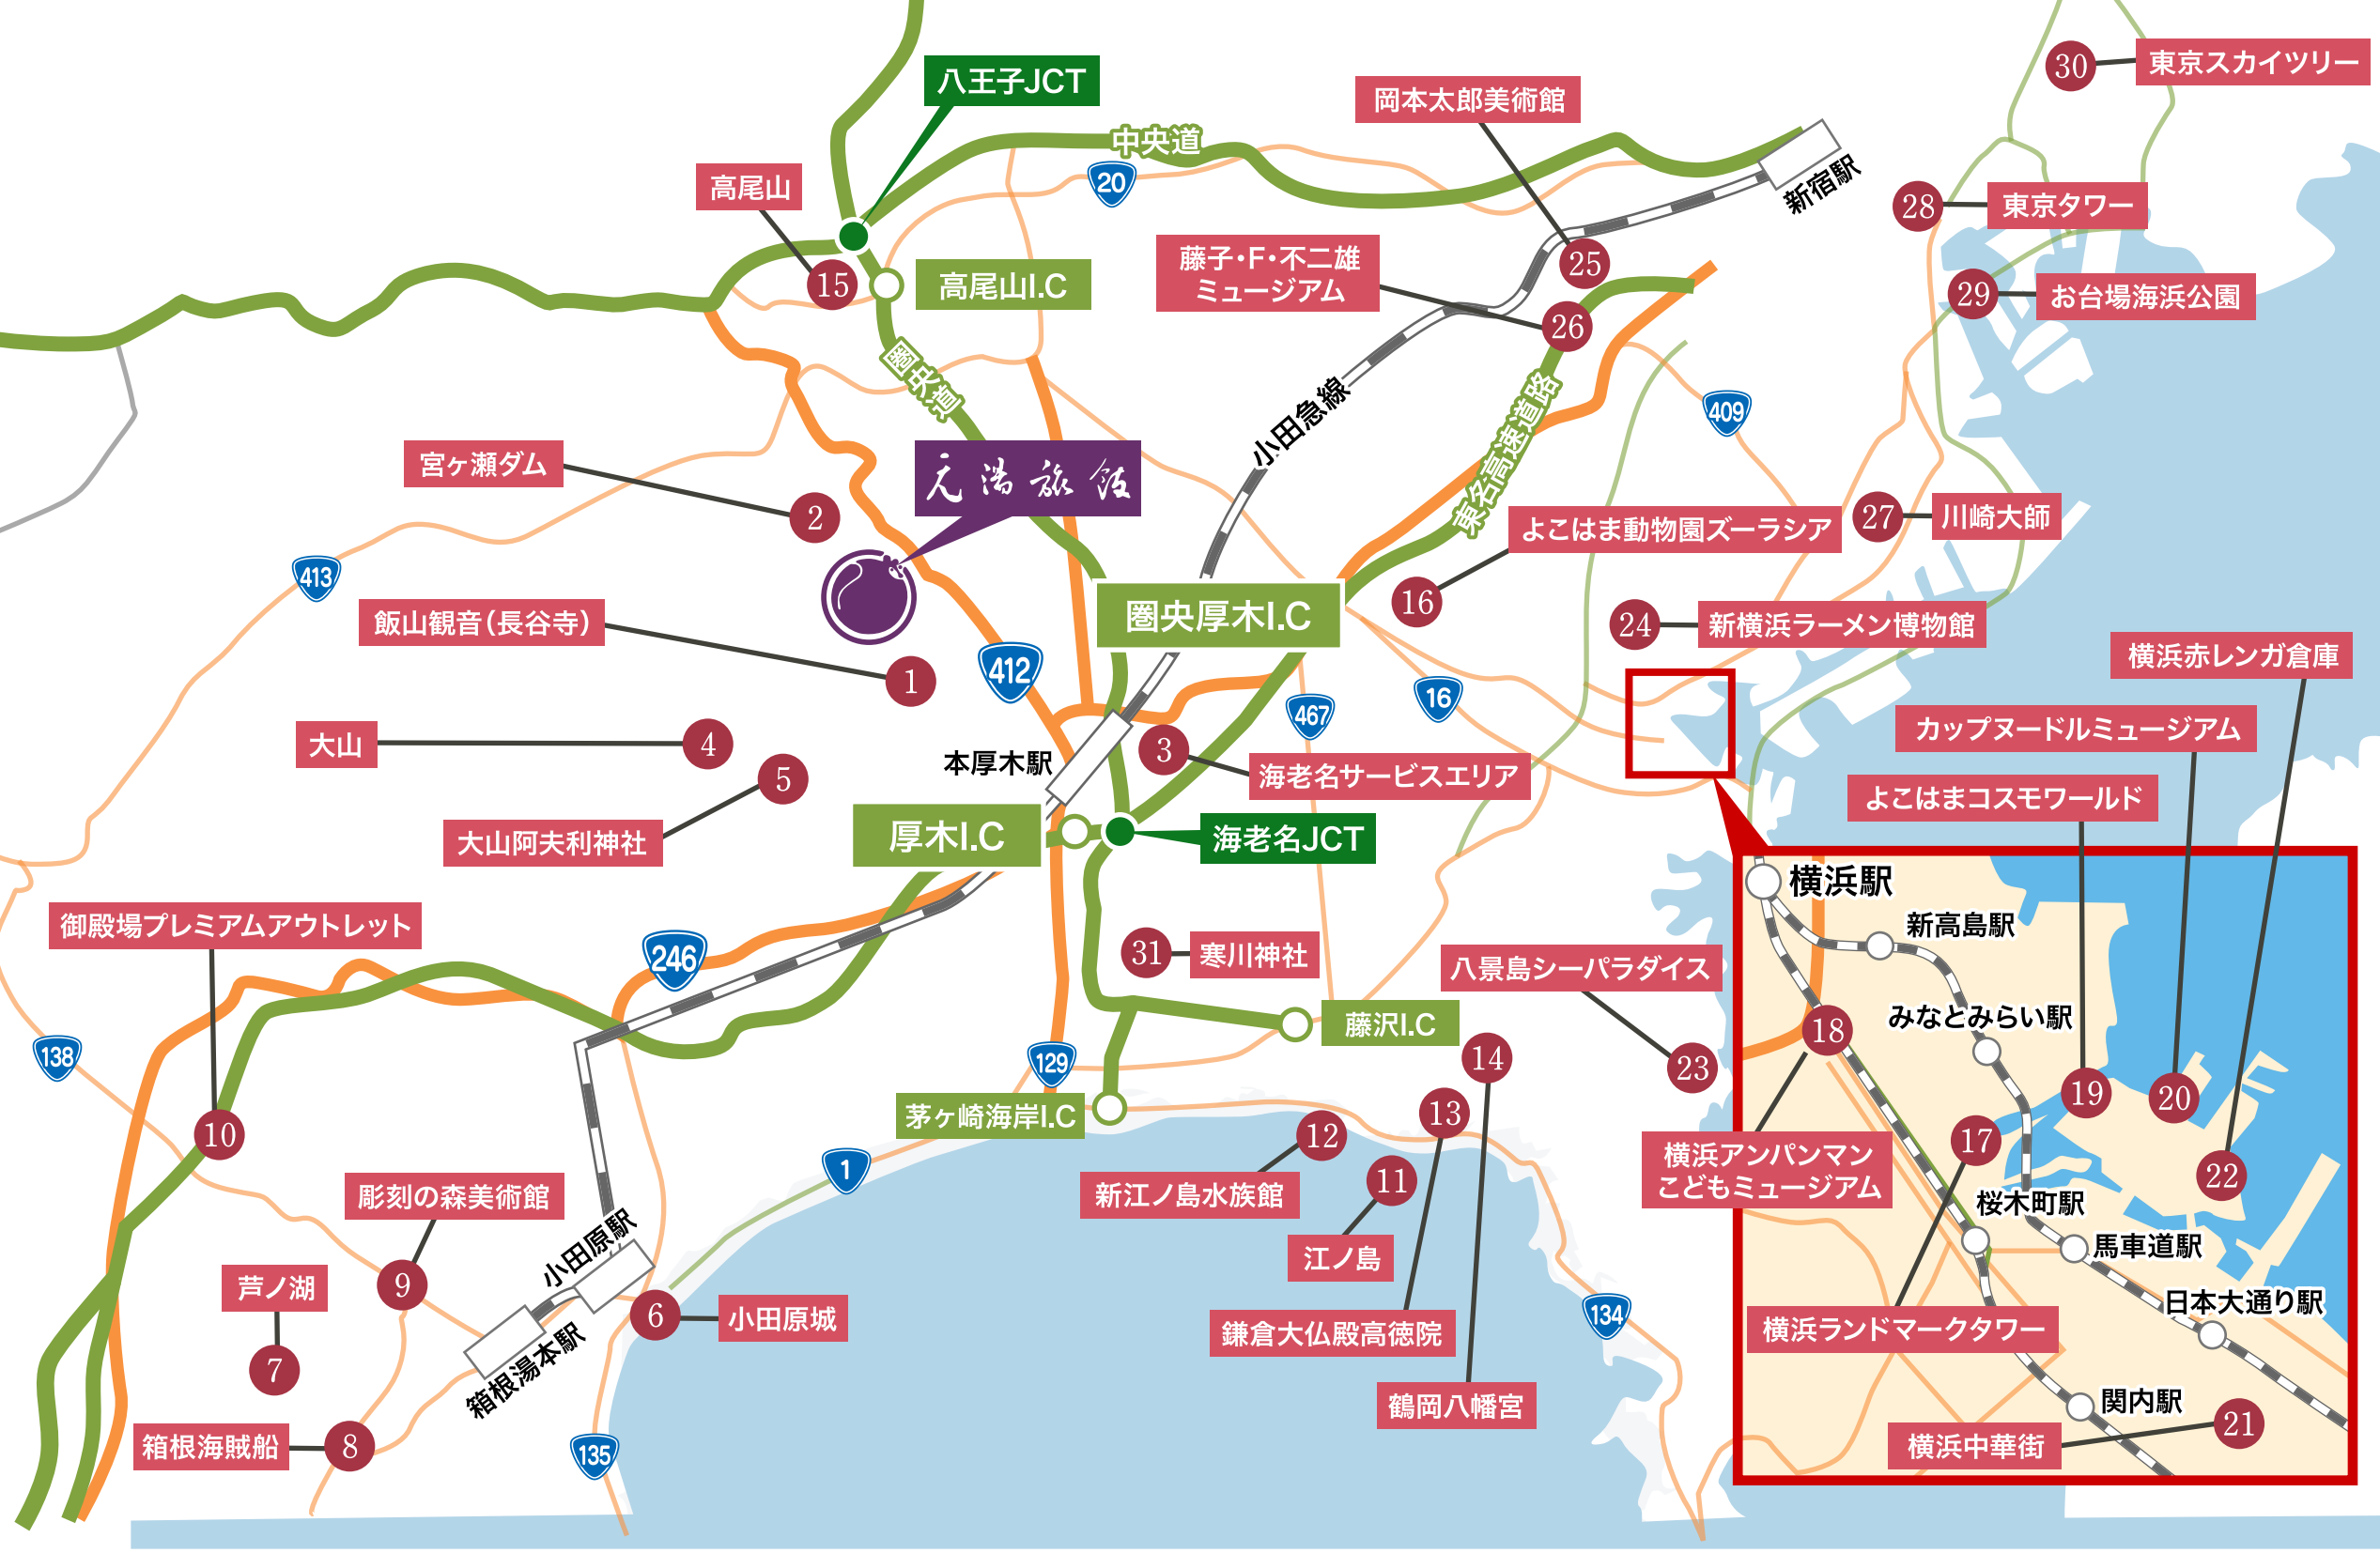 30
東京スカイツリー
八王子JCT
岡本太郎美術館
中央道
20
新宿駅
高尾山
15
高尾山I.C
28
東京タワー
藤子・F・不二雄
ミュージアム
25
26
29
お台場海浜公園
圏央道
小田急線
東名高速道路
409
宮ヶ瀬ダム
2
元湯旅館
よこはま動物園ズーラシア
16
27
川崎大師
413
飯山観音(長谷寺)
1
圏央厚木I.C
24
新横浜ラーメン博物館
横浜赤レンガ倉庫
412
16
467
大山
4
5
大山阿夫利神社
本厚木駅
3
海老名サービスエリア
カップヌードルミュージアム
よこはまコスモワールド
厚木I.C
海老名JCT
御殿場プレミアムアウトレット
246
31
寒川神社
八景島シーパラダイス
23
藤沢I.C
138
10
129
茅ヶ崎海岸I.C
14
13
12
11
新江ノ島水族館
江ノ島
鎌倉大仏殿高徳院
鶴岡八幡宮
134
1
彫刻の森美術館
9
芦ノ湖
7
箱根海賊船
8
小田原駅
箱根湯本駅
6
小田原城
135
横浜駅
新高島駅
みなとみらい駅
18
横浜アンパンマン
こどもミュージアム
19
20
17
22
桜木町駅
馬車道駅
日本大通り駅
横浜ランドマークタワー
関内駅
横浜中華街
21